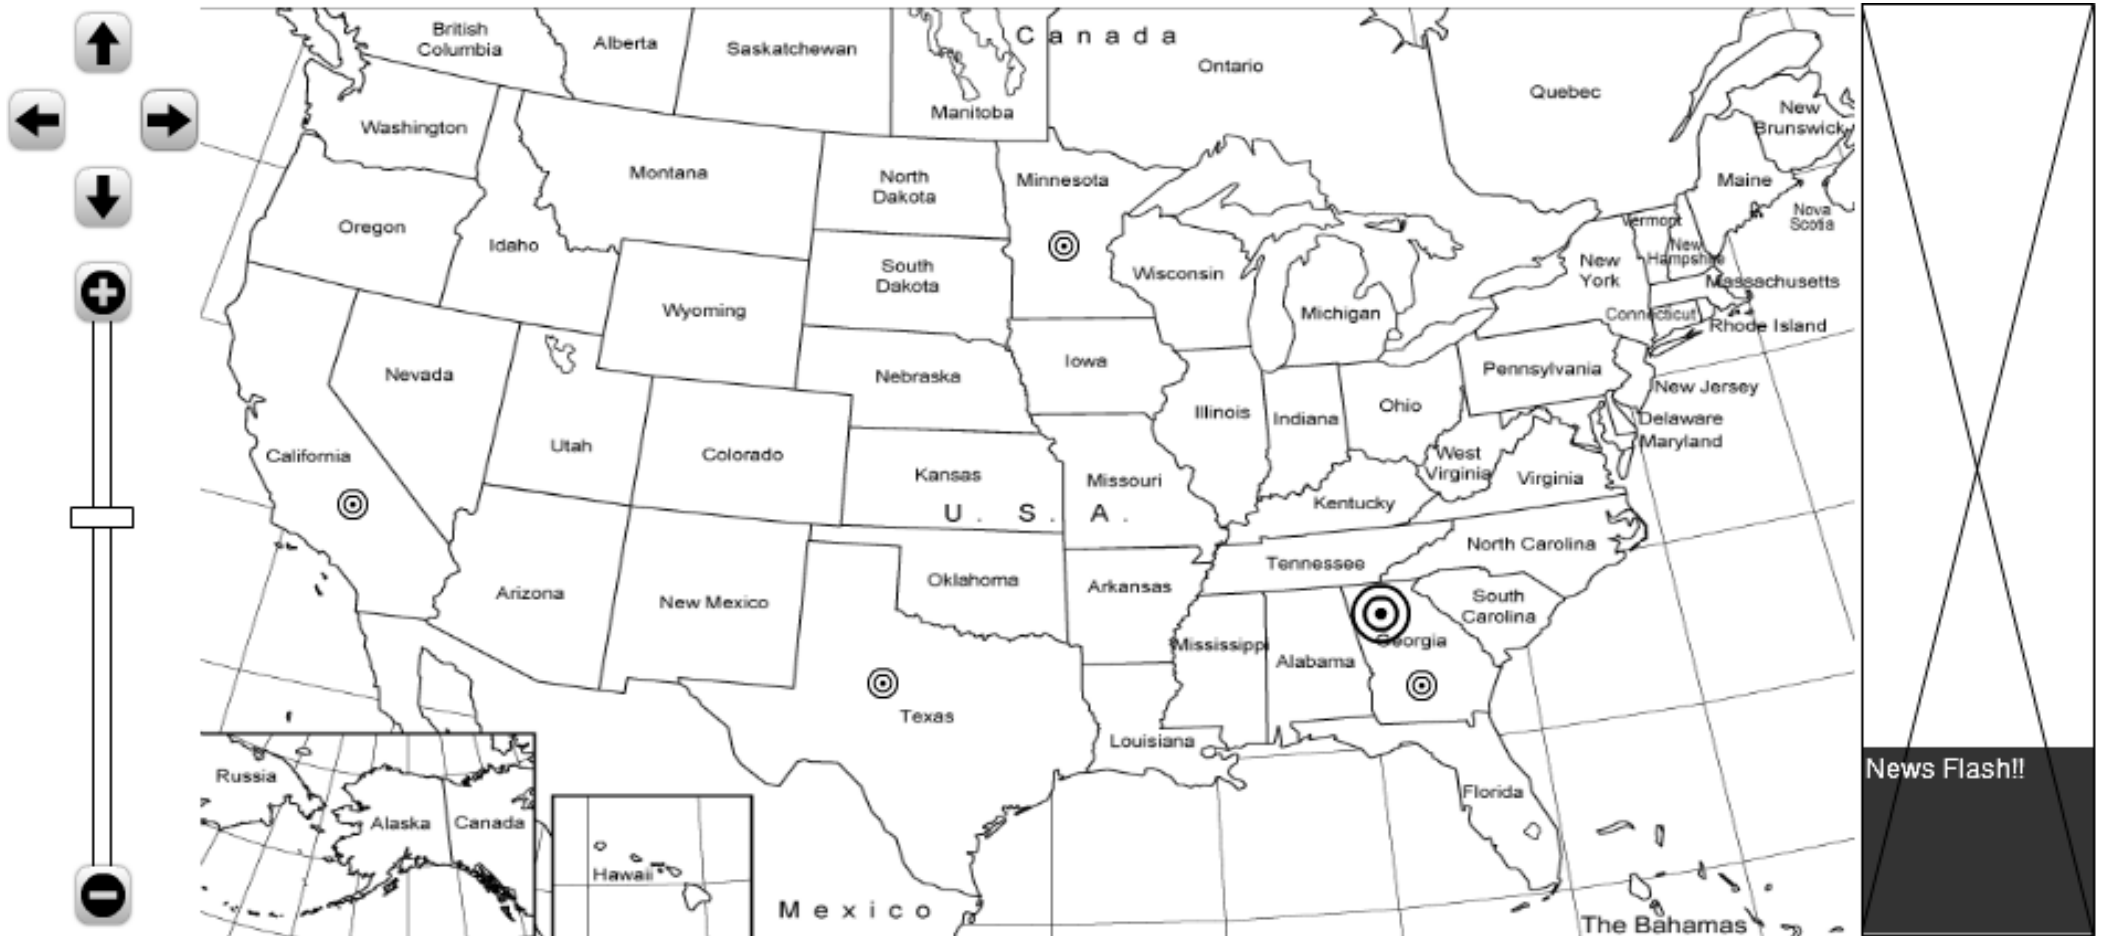 British
Columbia
Alberta
Saskatchewan
Manitoba
Canada
Ontario
Quebec
New
Brunswick
Nova
Scotia
Washington
Montana
North
Dakota
Minnesota
Maine
Vermont
New
Hampshire
Oregon
Idaho
South
Dakota
Wisconsin
New
York
Massachusetts
Wyoming
Michigan
Connecticut
Rhode Island
Nevada
Nebraska
Iowa
Pennsylvania
New Jersey
Illinois
Indiana
Ohio
Delaware
Maryland
California
Utah
Colorado
Kansas
Missouri
West
Virginia
Virginia
Kentucky
U. S. A.
North Carolina
Tennessee
Arizona
New Mexico
Oklahoma
Arkansas
South
Carolina
Mississippi
Alabama
Georgia
Texas
Louisiana
Florida
Russia
Alaska
Canada
Hawaii
Mexico
The Bahamas
News Flash!!